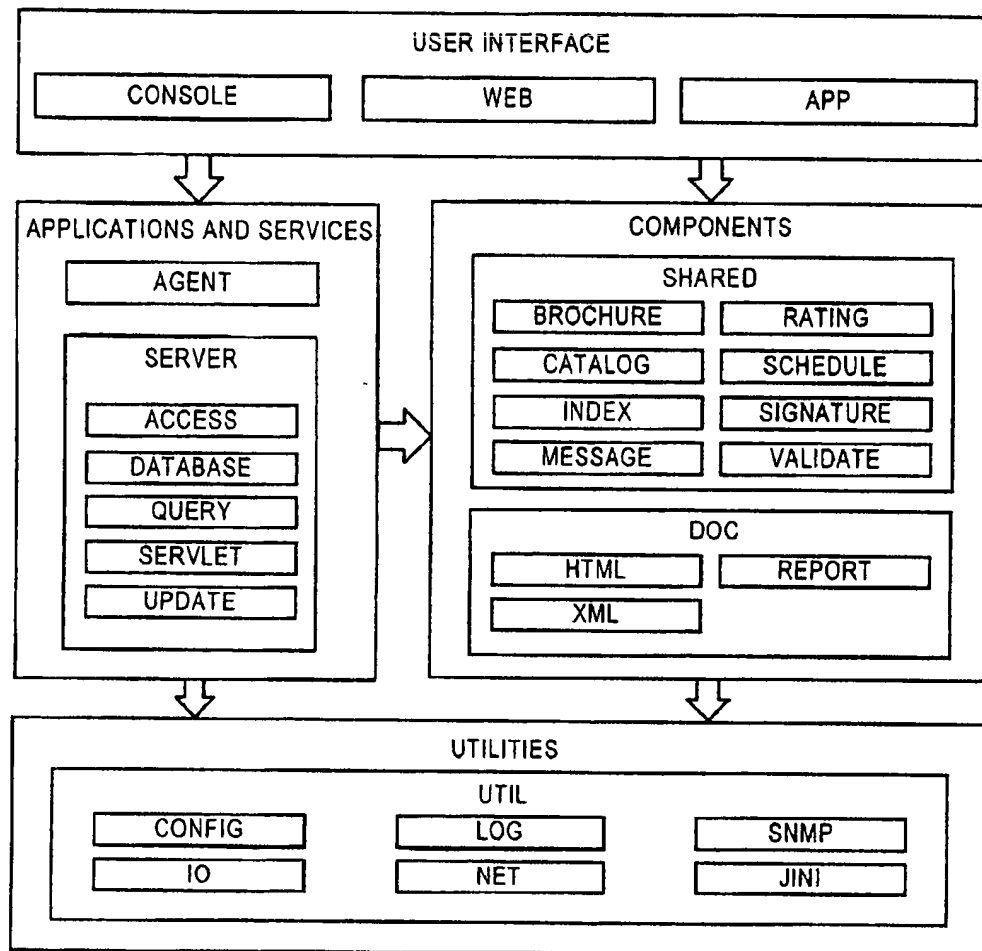 USER INTERFACE
CONSOLE
WEB
APP
APPLICATIONS AND SERVICES
AGENT
SERVER
ACCESS
DATABASE
QUERY
SERVLET
UPDATE
COMPONENTS
SHARED
BROCHURE
RATING
CATALOG
SCHEDULE
INDEX
SIGNATURE
MESSAGE
VALIDATE
DOC
HTML
REPORT
XML
UTILITIES
UTIL
CONFIG
LOG
SNMP
IO
NET
JINI